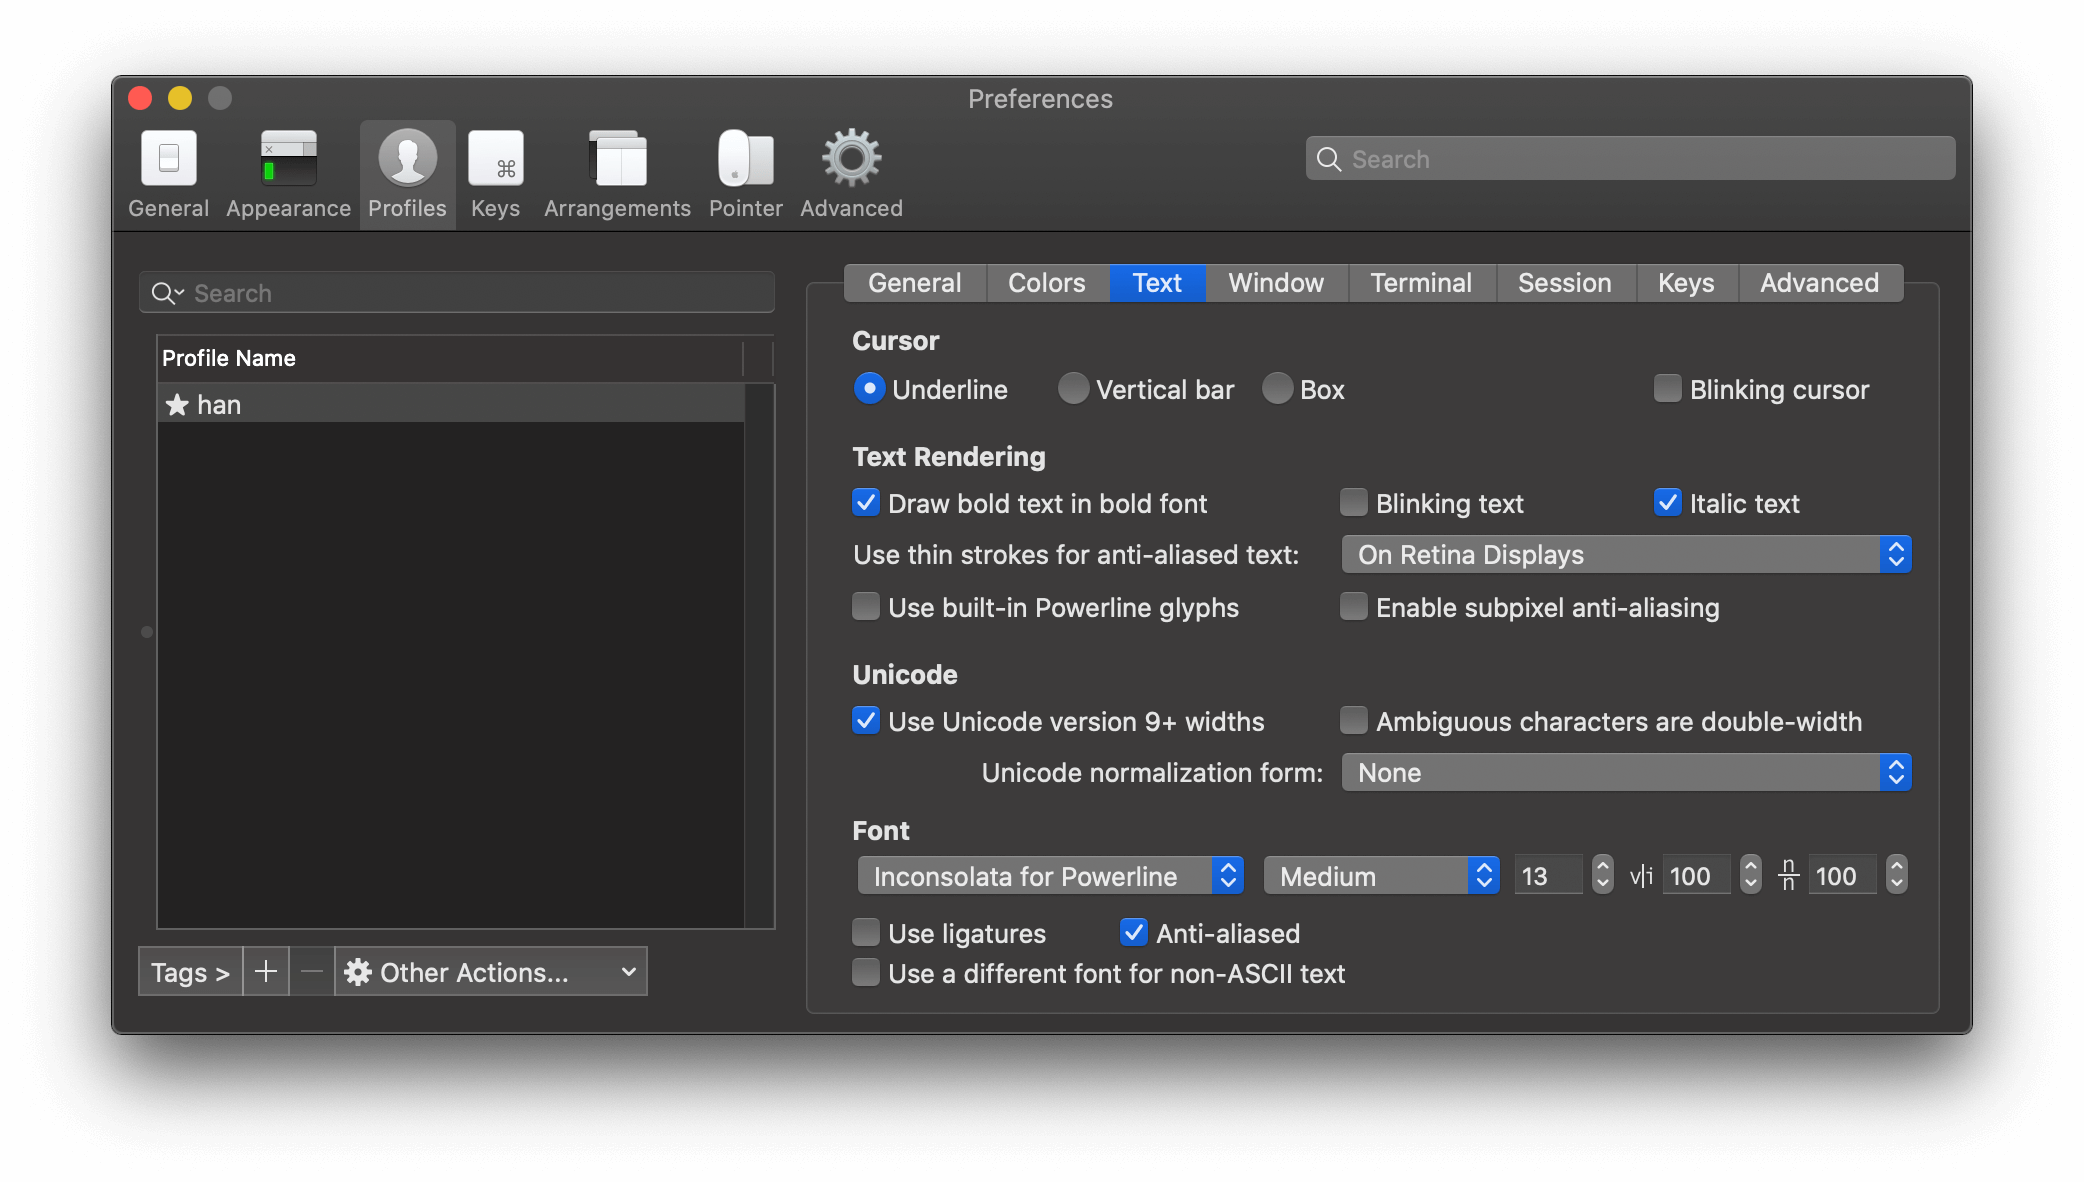 Preferences
General Appearance Profiles Keys Arrangements Pointer Advanced
Search
Search
Profile Name
★ han
Tags > + — Other Actions...
General Colors Text Window Terminal Session Keys Advanced
Cursor
Underline Vertical bar Box Blinking cursor
Text Rendering
Draw bold text in bold font Blinking text Italic text
Use thin strokes for anti-aliased text: On Retina Displays
Use built-in Powerline glyphs Enable subpixel anti-aliasing
Unicode
Use Unicode version 9+ widths Ambiguous characters are double-width
Unicode normalization form: None
Font
Inconsolata for Powerline Medium 13 v|i 100 n/n 100
Use ligatures Anti-aliased
Use a different font for non-ASCII text